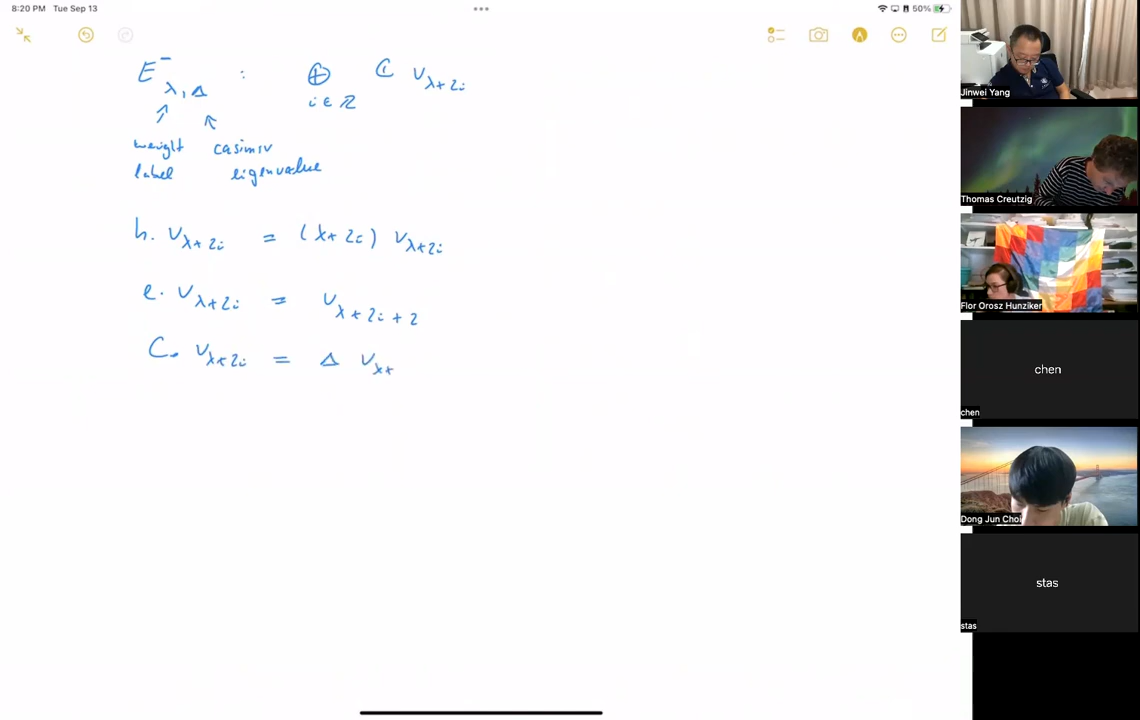 8:20 PM Tue Sep 13
50%
E⁻_{λ,Δ} : ⊕_{i∈ℤ} ℂ v_{λ+2i}
weight casimir
label eigenvalue
h. v_{λ+2i} = (λ+2i) v_{λ+2i}
e. v_{λ+2i} = v_{λ+2i+2}
C. v_{λ+2i} = Δ v_{λ+
Jinwei Yang
Thomas Creutzig
Flor Orosz Hunziker
chen
chen
Dong Jun Choi
stas
stas